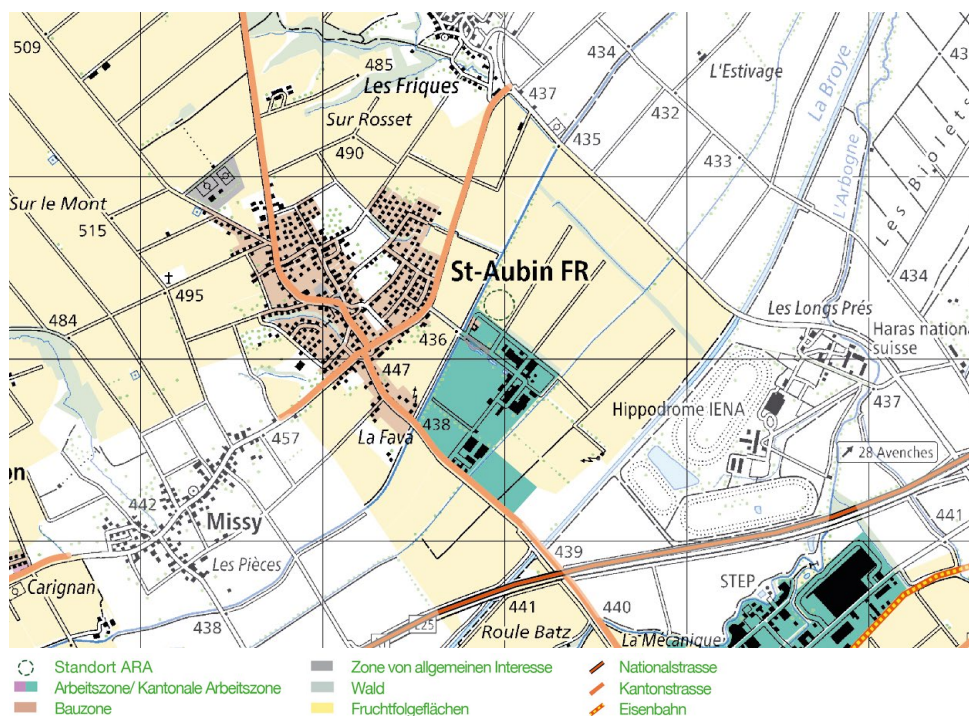 509
434
485
Les Friques
L'Estivage
437
432
Sur Rosset
435
La Broye
L'Arbogne
Les Biolets
490
433
Sur le Mont
515
St-Aubin FR
495
434
Les Longs Prés
484
436
Haras national
suisse
447
437
438
Hippodrome IENA
La Fava
457
28 Avenches
442
Missy
441
Les Pièces
439
STEP
Carignan
438
441
440
Roule Batz
La Mécanique
Standort ARA
Arbeitszone/ Kantonale Arbeitszone
Bauzone
Zone von allgemeinen Interesse
Wald
Fruchtfolgeflächen
Nationalstrasse
Kantonstrasse
Eisenbahn